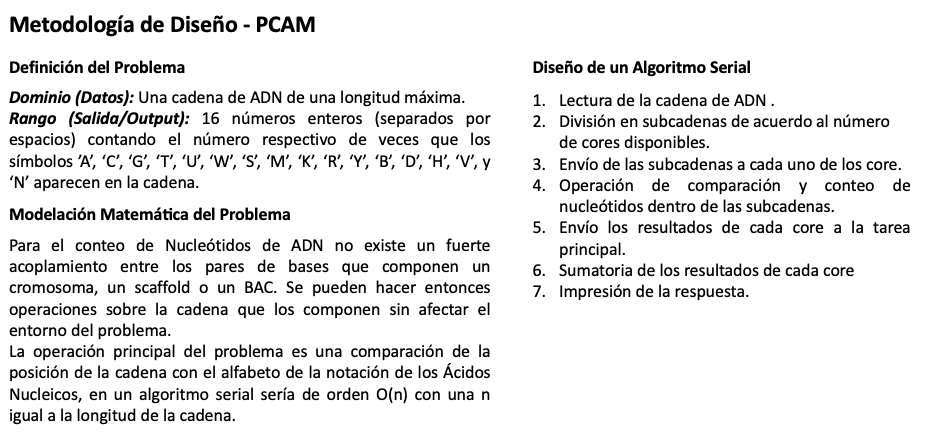 Metodología de Diseño - PCAM
Definición del Problema
Dominio (Datos): Una cadena de ADN de una longitud máxima.
Rango (Salida/Output): 16 números enteros (separados por
espacios) contando el número respectivo de veces que los
símbolos ’A’, ‘C’, ‘G’, ‘T’, ‘U’, ‘W’, ‘S’, ‘M’, ‘K’, ‘R’, ‘Y’, ‘B’, ‘D’, ‘H’, ‘V’, y
‘N’ aparecen en la cadena.
Modelación Matemática del Problema
Para el conteo de Nucleótidos de ADN no existe un fuerte
acoplamiento entre los pares de bases que componen un
cromosoma, un scaffold o un BAC. Se pueden hacer entonces
operaciones sobre la cadena que los componen sin afectar el
entorno del problema.
La operación principal del problema es una comparación de la
posición de la cadena con el alfabeto de la notación de los Ácidos
Nucleicos, en un algoritmo serial sería de orden O(n) con una n
igual a la longitud de la cadena.
Diseño de un Algoritmo Serial
1. Lectura de la cadena de ADN .
2. División en subcadenas de acuerdo al número
de cores disponibles.
3. Envío de las subcadenas a cada uno de los core.
4. Operación de comparación y conteo de
nucleótidos dentro de las subcadenas.
5. Envío los resultados de cada core a la tarea
principal.
6. Sumatoria de los resultados de cada core
7. Impresión de la respuesta.